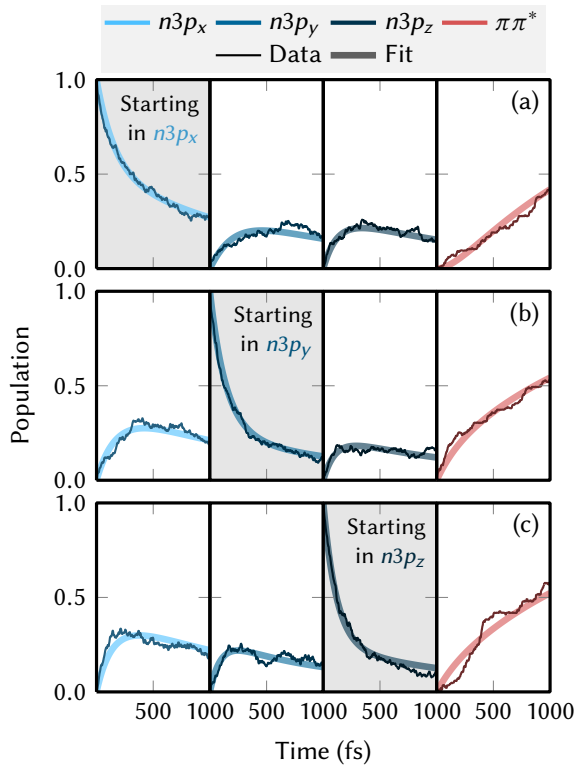 n3pₓ n3p_y n3p_z ππ*
Data Fit
1.0 Starting (a)
in n3pₓ
0.5
0.0
1.0 Starting (b)
in n3p_y
0.5
0.0
1.0 Starting (c)
in n3p_z
0.5
0.0
500 1000 500 1000 500 1000 500 1000
Time (fs)
Population